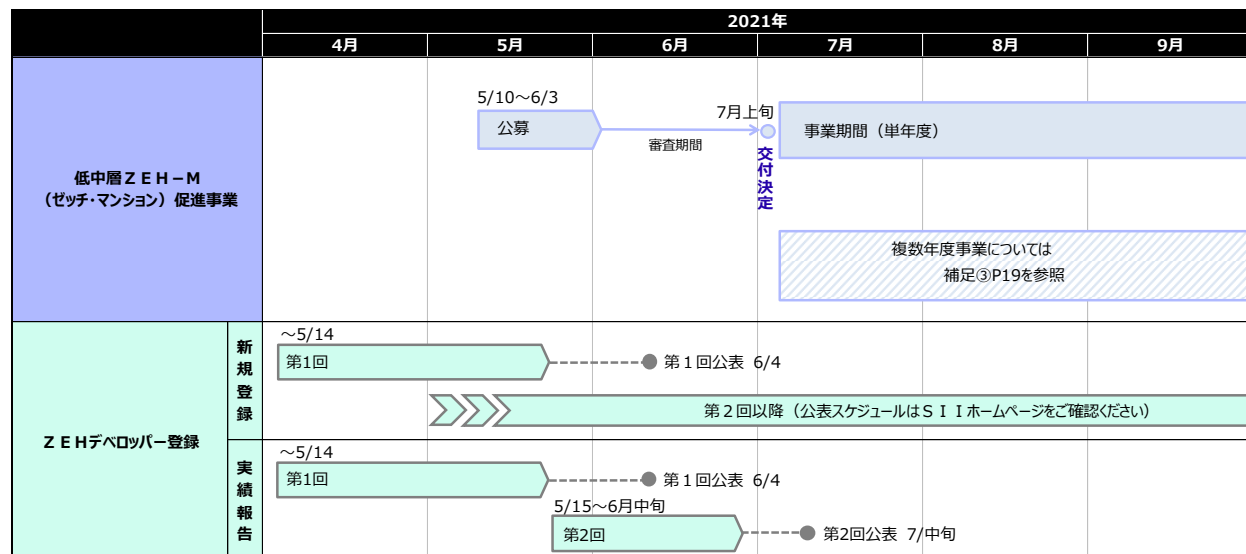 2021年
4月
5月
6月
7月
8月
9月
低中層ＺＥＨ－Ｍ
（ゼッチ・マンション）促進事業
5/10～6/3
公募
審査期間
7月上旬
交付決定
事業期間（単年度）
複数年度事業については
補足③P19を参照
ＺＥＨデベロッパー登録
新規登録
～5/14
第1回
第１回公表 6/4
第２回以降（公表スケジュールはＳＩＩホームページをご確認ください）
実績報告
～5/14
第1回
第１回公表 6/4
5/15～6月中旬
第2回
第2回公表 7/中旬